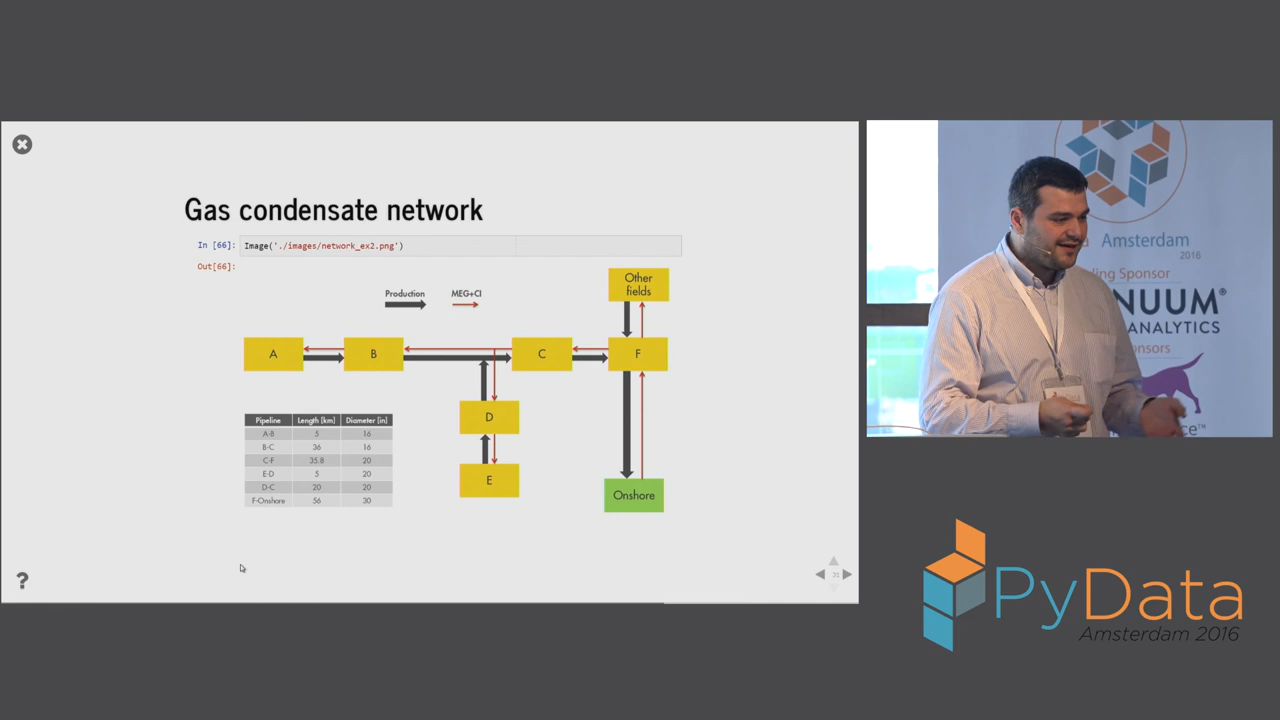 Gas condensate network
In [66]: Image('./images/network_ex2.png')
Out[66]:
Production MEG+CI
Other
fields
A B C F
D
E
Onshore
Pipeline Length [km] Diameter [in]
A-B 5 16
B-C 36 16
C-F 35.8 20
E-D 5 20
D-C 20 20
F-Onshore 56 30
?
31
Amsterdam
2016
Sponsor
NUUM®
ANALYTICS
PyData
Amsterdam 2016